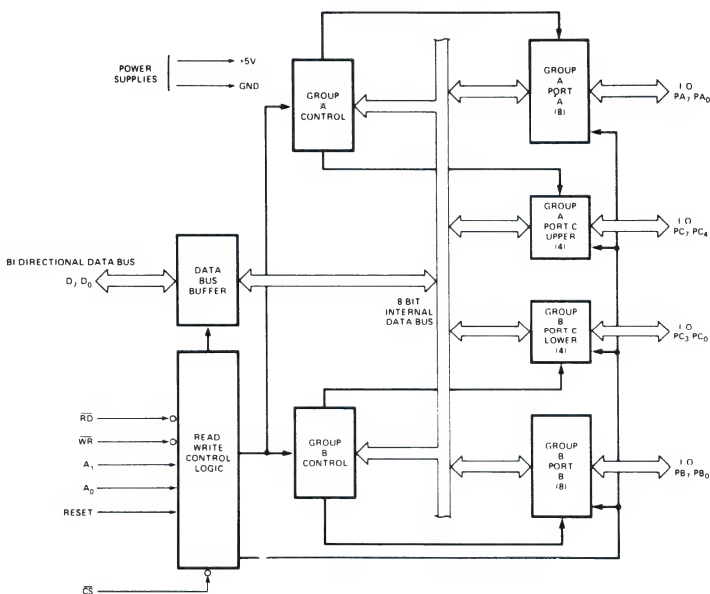 POWER
SUPPLIES
+5V
GND
GROUP
A
CONTROL
GROUP
A
PORT
A
(8)
I O
PA7 PA0
GROUP
A
PORT C
UPPER
(4)
I O
PC7 PC4
BI DIRECTIONAL DATA BUS
D7 D0
DATA
BUS
BUFFER
8 BIT
INTERNAL
DATA BUS
GROUP
B
PORT C
LOWER
(4)
I O
PC3 PC0
RD
WR
A1
A0
RESET
CS
READ
WRITE
CONTROL
LOGIC
GROUP
B
CONTROL
GROUP
B
PORT
B
(8)
I O
PB7 PB0